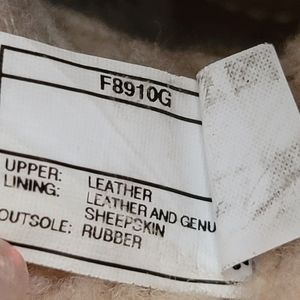 F8910G
UPPER: LEATHER
LINING: LEATHER AND GENU
SHEEPSKIN
OUTSOLE: RUBBER